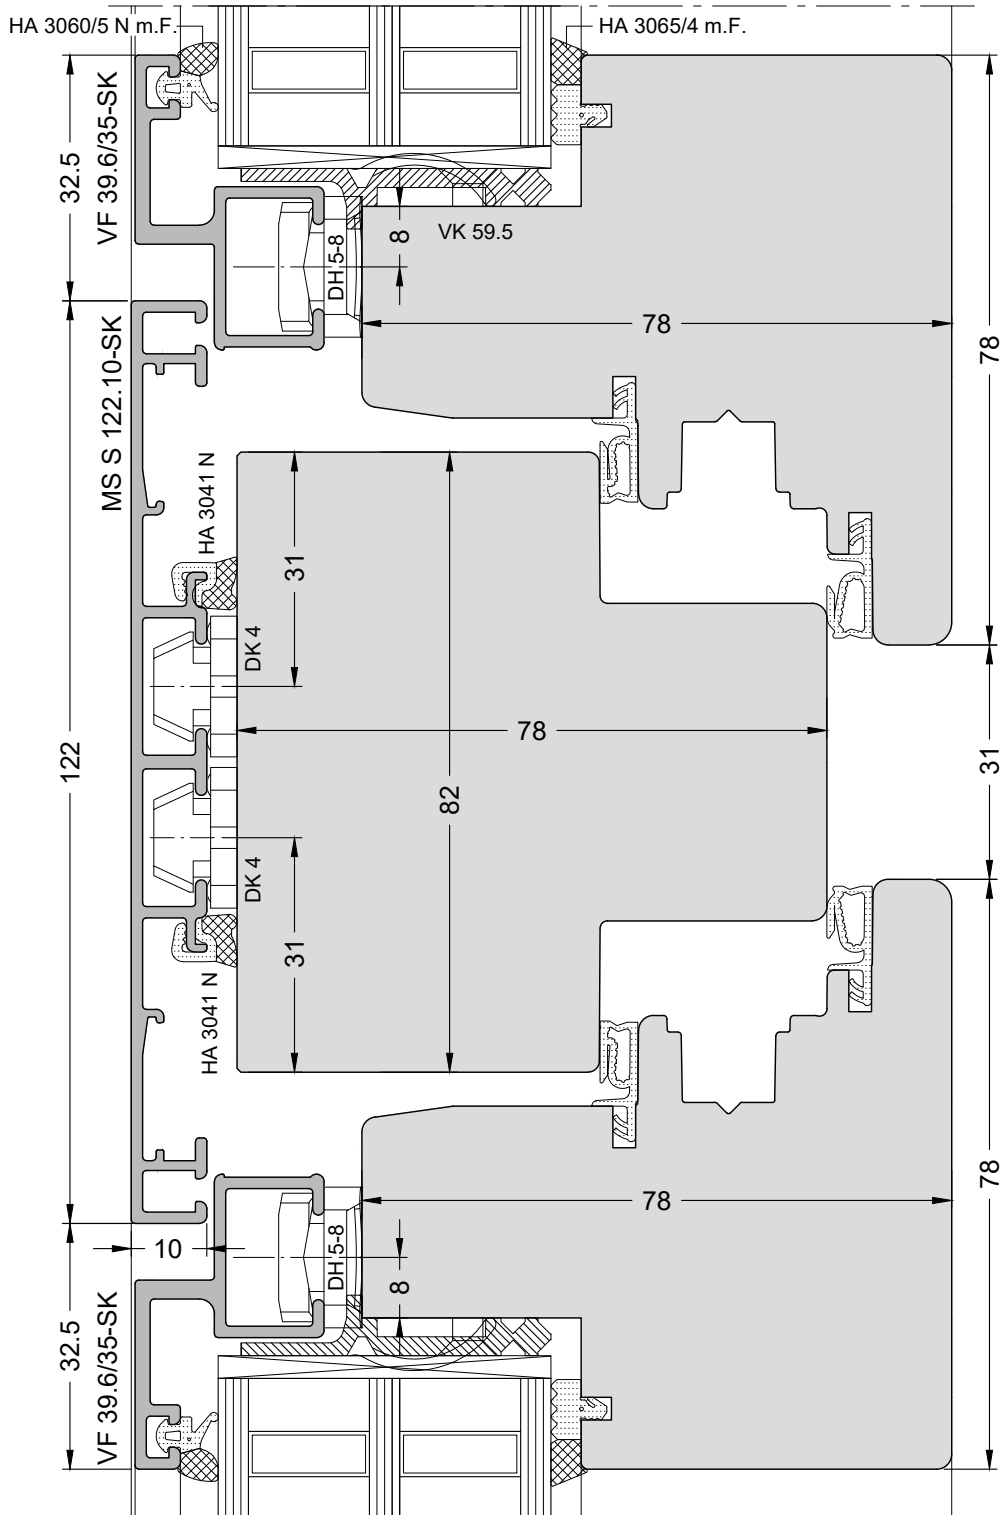 HA 3060/5 N m.F.
HA 3065/4 m.F.
32.5
VF 39.6/35-SK
8
VK 59.5
DH 5-8
78
78
MS S 122.10-SK
HA 3041 N
31
DK 4
122
78
82
31
DK 4
31
HA 3041 N
78
78
10
DH 5-8
8
32.5
VF 39.6/35-SK